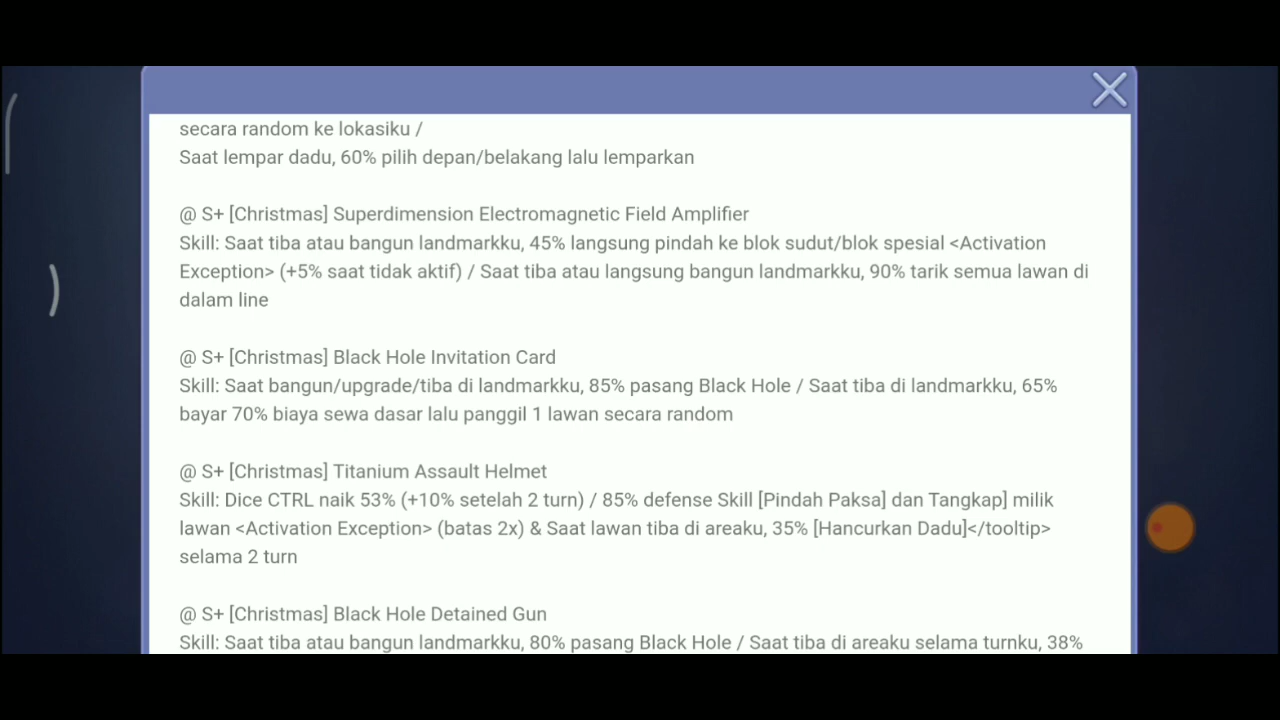 secara random ke lokasiku /
Saat lempar dadu, 60% pilih depan/belakang lalu lemparkan
@ S+ [Christmas] Superdimension Electromagnetic Field Amplifier
Skill: Saat tiba atau bangun landmarkku, 45% langsung pindah ke blok sudut/blok spesial <Activation
Exception> (+5% saat tidak aktif) / Saat tiba atau langsung bangun landmarkku, 90% tarik semua lawan di
dalam line
@ S+ [Christmas] Black Hole Invitation Card
Skill: Saat bangun/upgrade/tiba di landmarkku, 85% pasang Black Hole / Saat tiba di landmarkku, 65%
bayar 70% biaya sewa dasar lalu panggil 1 lawan secara random
@ S+ [Christmas] Titanium Assault Helmet
Skill: Dice CTRL naik 53% (+10% setelah 2 turn) / 85% defense Skill [Pindah Paksa] dan Tangkap] milik
lawan <Activation Exception> (batas 2x) & Saat lawan tiba di areaku, 35% [Hancurkan Dadu]</tooltip>
selama 2 turn
@ S+ [Christmas] Black Hole Detained Gun
Skill: Saat tiba atau bangun landmarkku, 80% pasang Black Hole / Saat tiba di areaku selama turnku, 38%